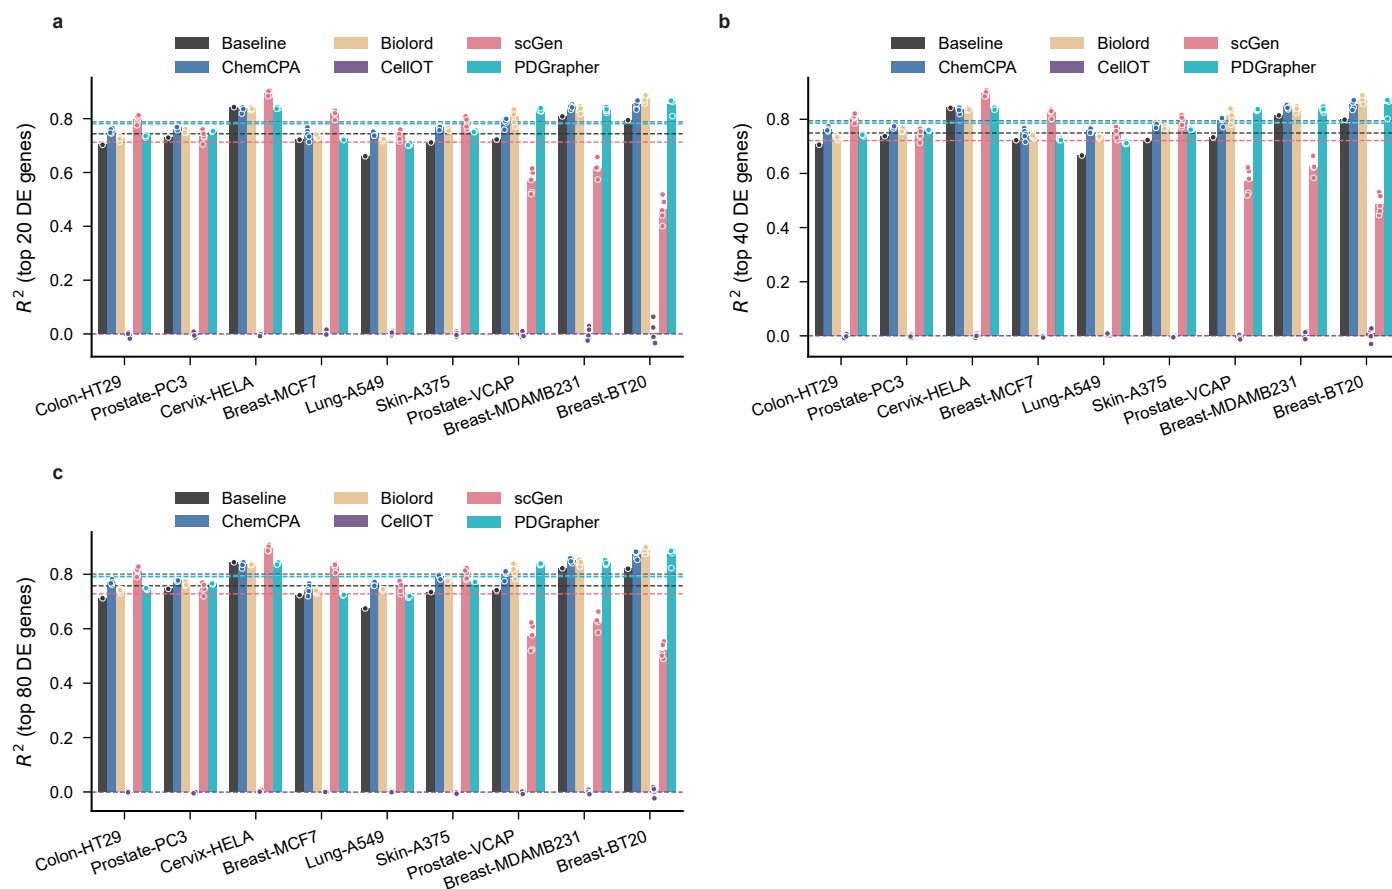 a
Baseline Biolord scGen
ChemCPA CellOT PDGrapher
R² (top 20 DE genes)
0.8
0.6
0.4
0.2
0.0
Colon-HT29 Prostate-PC3 Cervix-HELA Breast-MCF7 Lung-A549 Skin-A375 Prostate-VCAP Breast-MDAMB231 Breast-BT20
b
Baseline Biolord scGen
ChemCPA CellOT PDGrapher
R² (top 40 DE genes)
0.8
0.6
0.4
0.2
0.0
Colon-HT29 Prostate-PC3 Cervix-HELA Breast-MCF7 Lung-A549 Skin-A375 Prostate-VCAP Breast-MDAMB231 Breast-BT20
c
Baseline Biolord scGen
ChemCPA CellOT PDGrapher
R² (top 80 DE genes)
0.8
0.6
0.4
0.2
0.0
Colon-HT29 Prostate-PC3 Cervix-HELA Breast-MCF7 Lung-A549 Skin-A375 Prostate-VCAP Breast-MDAMB231 Breast-BT20